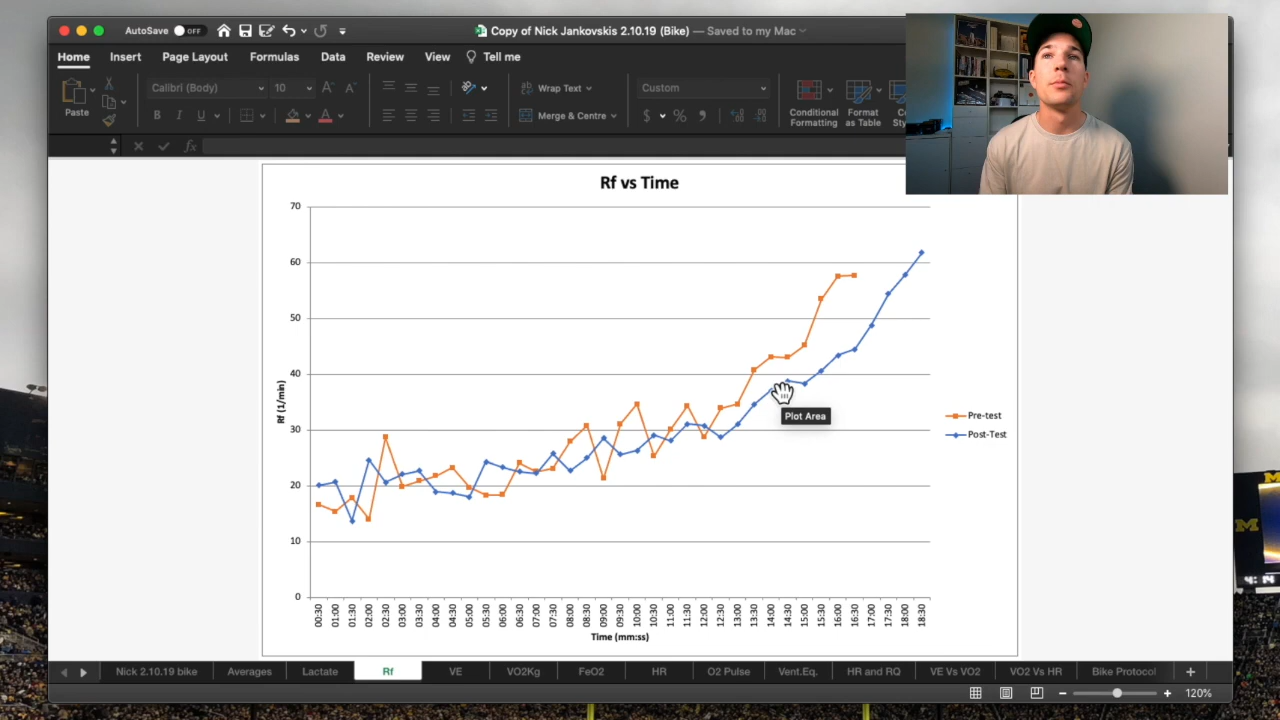 AutoSave OFF
Copy of Nick Jankovskis 2.10.19 (Bike) — Saved to my Mac
Home Insert Page Layout Formulas Data Review View Tell me
Paste
Calibri (Body) 10 A A
B I U A
Wrap Text
Merge & Centre
Custom
$ %
Conditional Formatting
Format as Table
fx
Rf vs Time
70
60
50
40
30
20
10
0
Rf (1/min)
Plot Area
Pre-test
Post-Test
00:30 01:00 01:30 02:00 02:30 03:00 03:30 04:00 04:30 05:00 05:30 06:00 06:30 07:00 07:30 08:00 08:30 09:00 09:30 10:00 10:30 11:00 11:30 12:00 12:30 13:00 13:30 14:00 14:30 15:00 15:30 16:00 16:30 17:00 17:30 18:00 18:30
Time (mm:ss)
Nick 2.10.19 bike Averages Lactate Rf VE VO2Kg FeO2 HR O2 Pulse Vent.Eq. HR and RQ VE Vs VO2 VO2 Vs HR Bike Protocol
120%
M
M
4:14